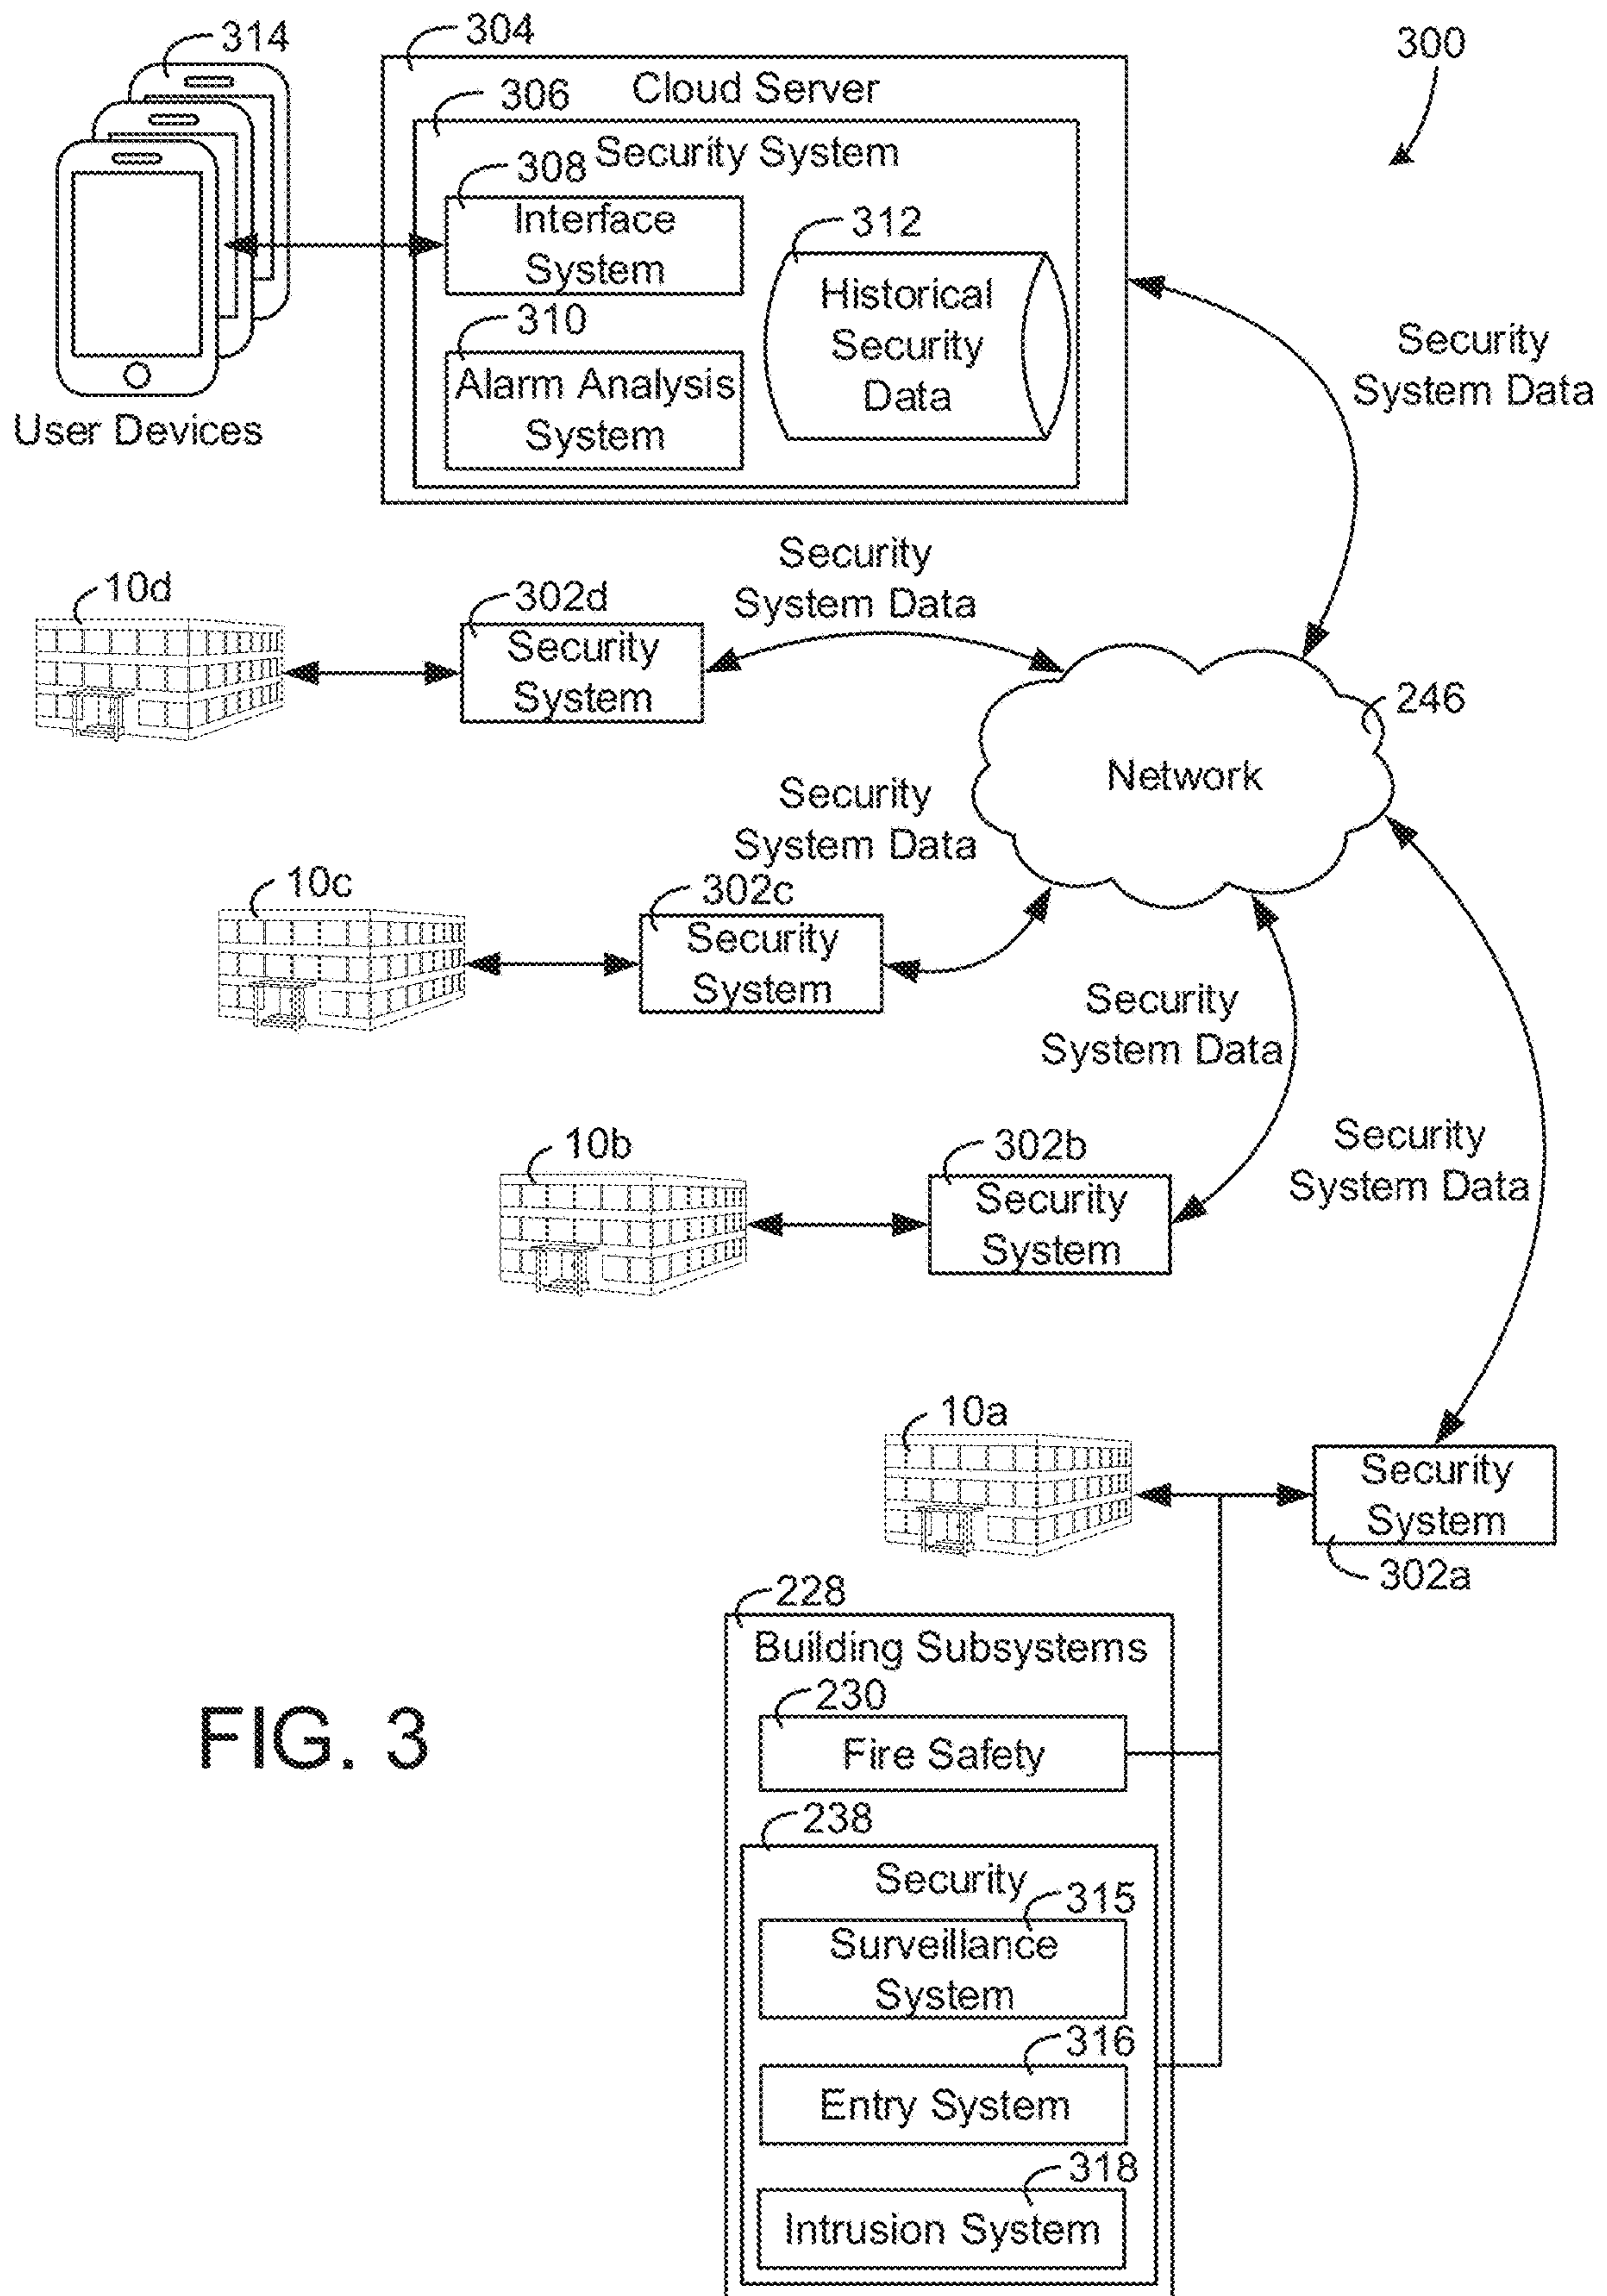 314
304
300
Cloud Server
306
Security System
308
Interface
System
312
Historical
Security
Data
310
Alarm Analysis
System
User Devices
Security
System Data
Security
System Data
10d
302d
Security
System
246
Network
Security
System Data
10c
302c
Security
System
Security
System Data
10b
302b
Security
System
Security
System Data
10a
Security
System
302a
228
Building Subsystems
230
Fire Safety
238
Security
315
Surveillance
System
316
Entry System
318
Intrusion System
FIG. 3